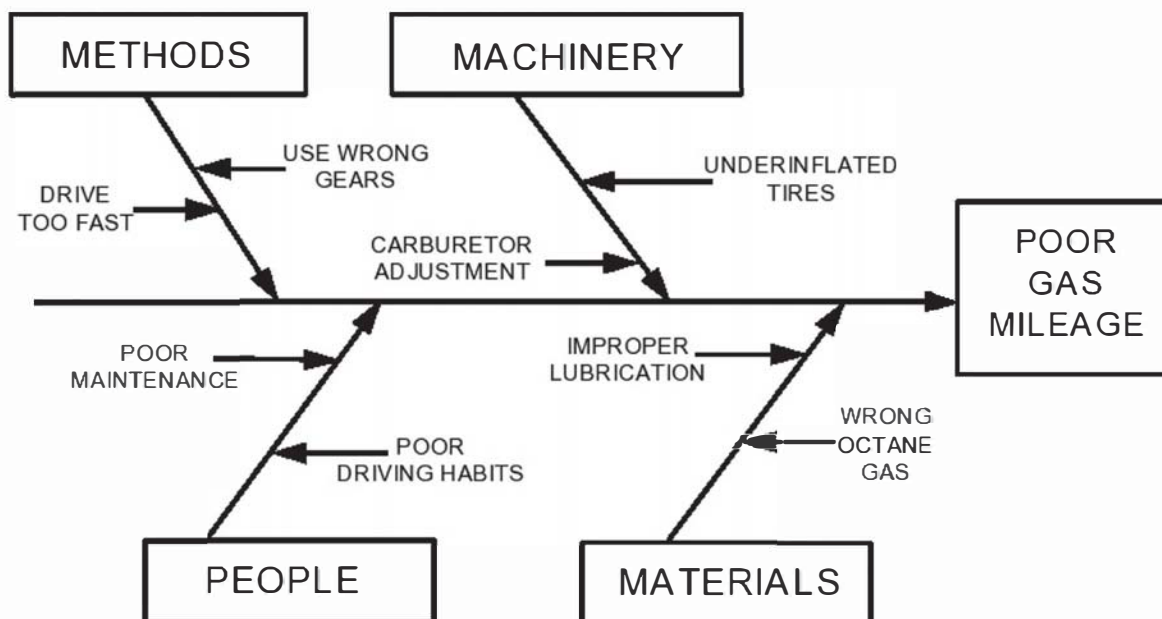 METHODS
MACHINERY
USE WRONG
GEARS
DRIVE
TOO FAST
UNDERINFLATED
TIRES
CARBURETOR
ADJUSTMENT
POOR
GAS
MILEAGE
POOR
MAINTENANCE
IMPROPER
LUBRICATION
POOR
DRIVING HABITS
WRONG
OCTANE
GAS
PEOPLE
MATERIALS